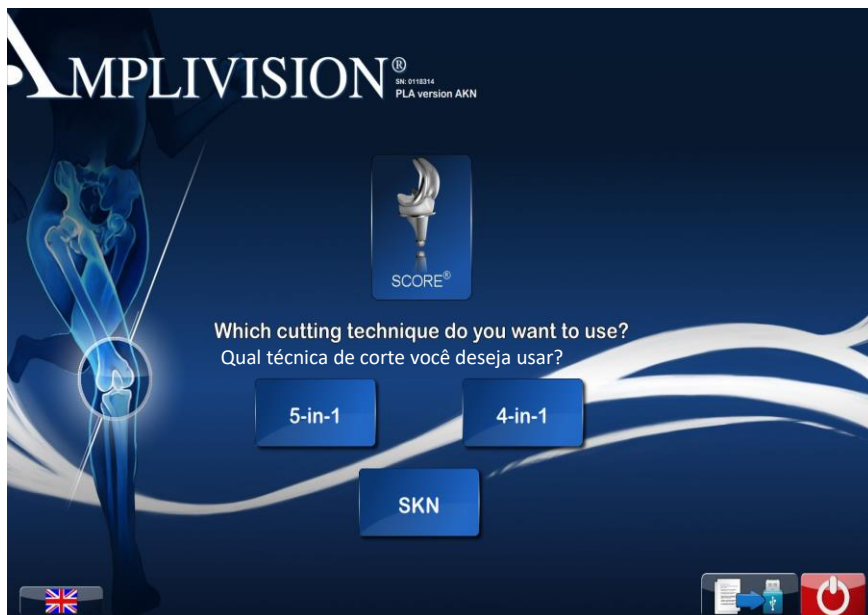 AMPLIVISION®
SN: 0118314
PLA version AKN
SCORE®
Which cutting technique do you want to use?
Qual técnica de corte você deseja usar?
5-in-1
4-in-1
SKN